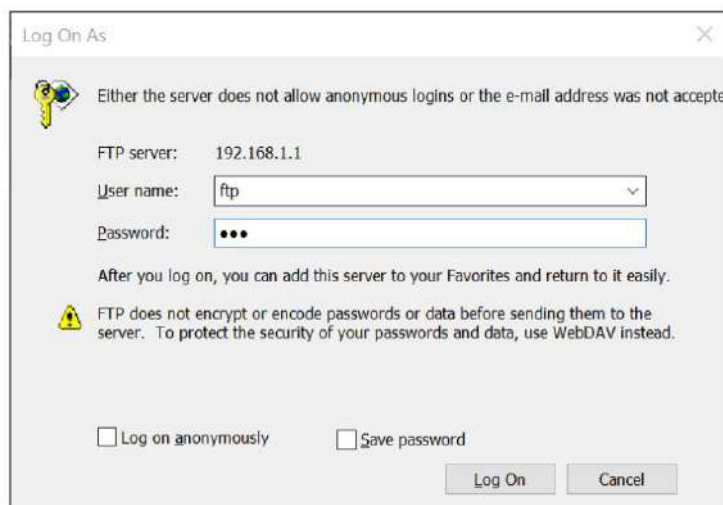 Log On As
Either the server does not allow anonymous logins or the e-mail address was not accepte
FTP server: 192.168.1.1
User name: ftp
Password: •••
After you log on, you can add this server to your Favorites and return to it easily.
FTP does not encrypt or encode passwords or data before sending them to the
server. To protect the security of your passwords and data, use WebDAV instead.
Log on anonymously Save password
Log On Cancel